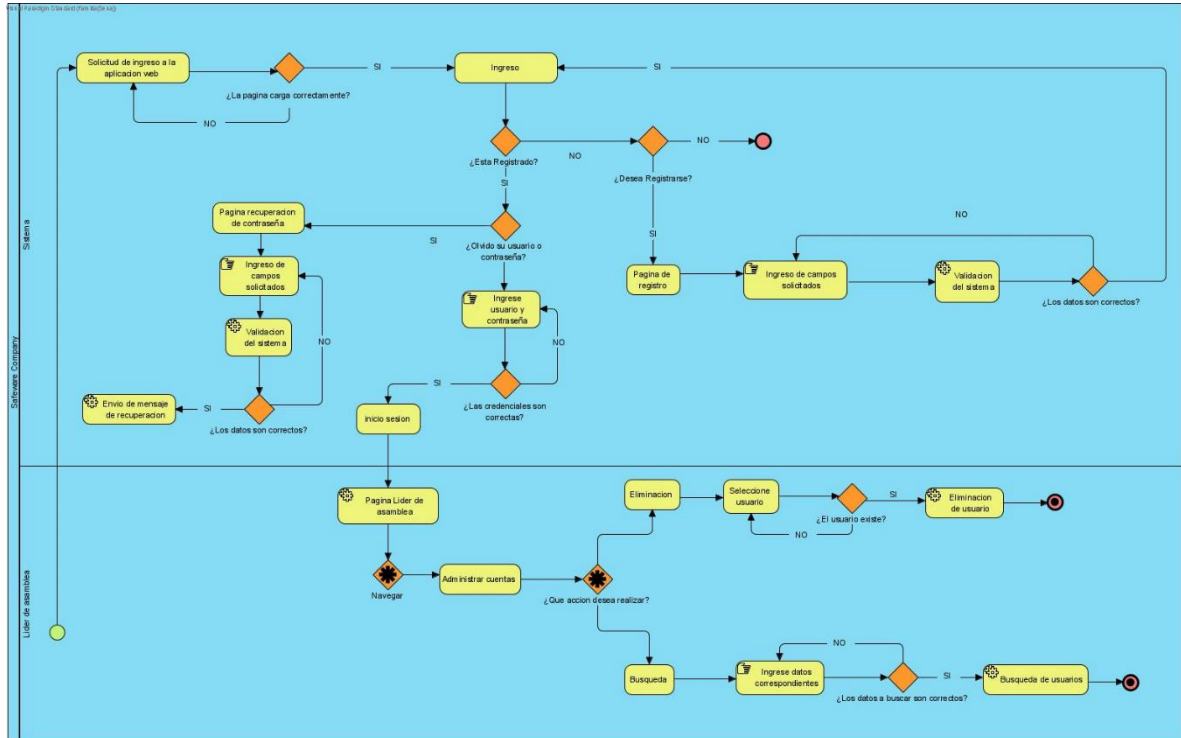 Solicitud de ingreso a la
aplicacion web
SI
Ingreso
SI
¿La pagina carga correctamente?
NO
NO
NO
¿Esta Registrado?
¿Desea Registrarse?
SI
Pagina recuperacion
de contraseña
SI
¿Olvido su usuario o
contraseña?
SI
NO
Ingreso de
campos
solicitados
Pagina de
registro
Ingreso de campos
solicitados
Validacion
del sistema
¿Los datos son correctos?
Ingrese
usuario y
contraseña
Validacion
del sistema
NO
NO
SI
¿Las credenciales son
correctas?
Envio de mensaje
de recuperacion
SI
¿Los datos son correctos?
inicio sesion
Sistema
Safeware Company
Lider de asamblea
Pagina Lider de
asamblea
Navegar
Administrar cuentas
¿Que accion desea realizar?
Eliminacion
Seleccione
usuario
SI
¿El usuario existe?
NO
Eliminacion
de usuario
Busqueda
NO
Ingrese datos
correspondientes
SI
¿Los datos a buscar son correctos?
Busqueda de usuarios